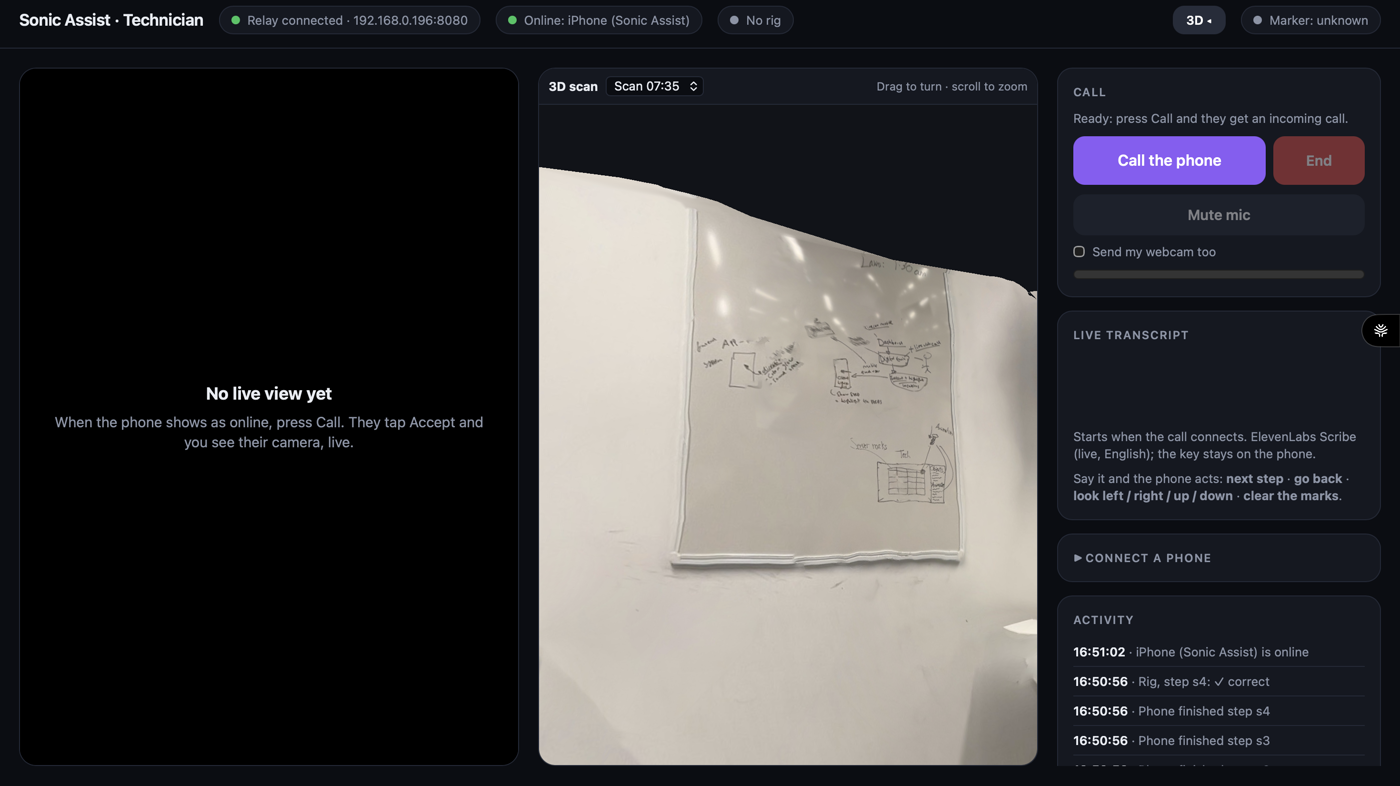 Sonic Assist · Technician
Relay connected · 192.168.0.196:8080
Online: iPhone (Sonic Assist)
No rig
3D ◂
Marker: unknown
No live view yet
When the phone shows as online, press Call. They tap Accept and
you see their camera, live.
3D scan
Scan 07:35
Drag to turn · scroll to zoom
Dashboard
CALL
Ready: press Call and they get an incoming call.
Call the phone
End
Mute mic
Send my webcam too
LIVE TRANSCRIPT
Starts when the call connects. ElevenLabs Scribe
(live, English); the key stays on the phone.
Say it and the phone acts: next step · go back ·
look left / right / up / down · clear the marks.
▶ CONNECT A PHONE
ACTIVITY
16:51:02 · iPhone (Sonic Assist) is online
16:50:56 · Rig, step s4: ✓ correct
16:50:56 · Phone finished step s4
16:50:56 · Phone finished step s3